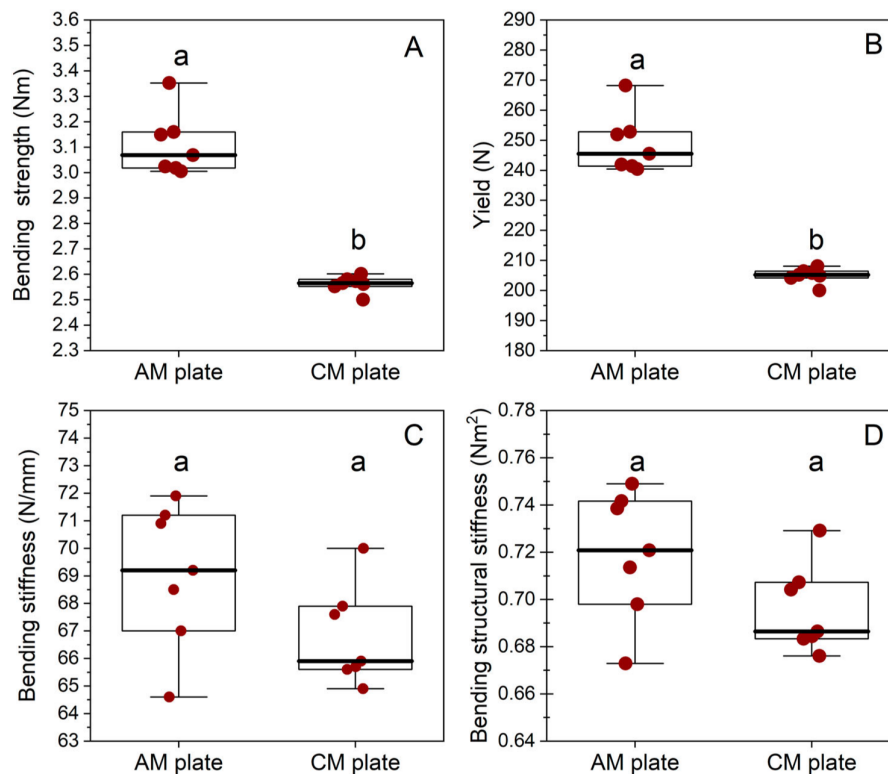 A
a
b
Bending strength (Nm)
3.6
3.5
3.4
3.3
3.2
3.1
3.0
2.9
2.8
2.7
2.6
2.5
2.4
2.3
AM plate
CM plate
B
a
b
Yield (N)
290
280
270
260
250
240
230
220
210
200
190
180
AM plate
CM plate
C
a
a
Bending stiffness (N/mm)
75
74
73
72
71
70
69
68
67
66
65
64
63
AM plate
CM plate
D
a
a
Bending structural stiffness (Nm²)
0.78
0.76
0.74
0.72
0.70
0.68
0.66
0.64
AM plate
CM plate